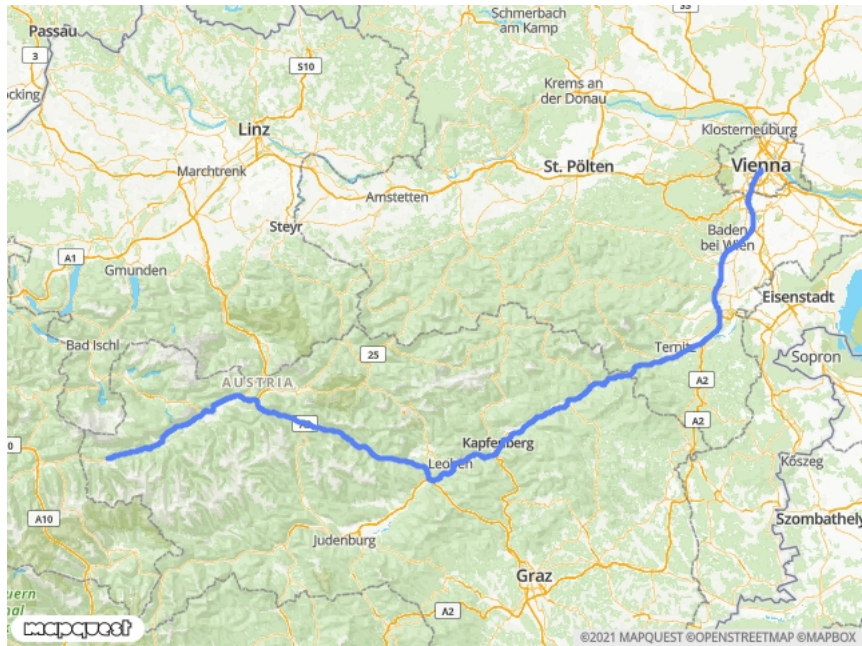 Schmerbach
am Kamp
Passau
3
S10
Krems an
der Donau
Linz
Klosterneuburg
Marchtrenk
St. Pölten
Vienna
Amstetten
Steyr
Baden
bei Wien
A1
Gmunden
Eisenstadt
Bad Ischl
25
Ternitz
Sopron
AUSTRIA
A2
A2
Kapfenberg
Leoben
Kőszeg
A10
Judenburg
Szombathely
Graz
A2
mapquest
©2021 MAPQUEST ©OPENSTREETMAP ©MAPBOX